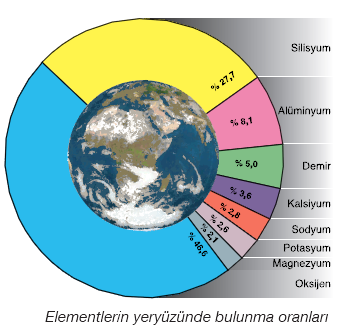 Silisyum
% 27,7
Alüminyum
% 8,1
Demir
% 5,0
Kalsiyum
% 3,6
Sodyum
% 2,8
Potasyum
% 2,6
Magnezyum
% 2,1
Oksijen
% 46,6
Elementlerin yeryüzünde bulunma oranları